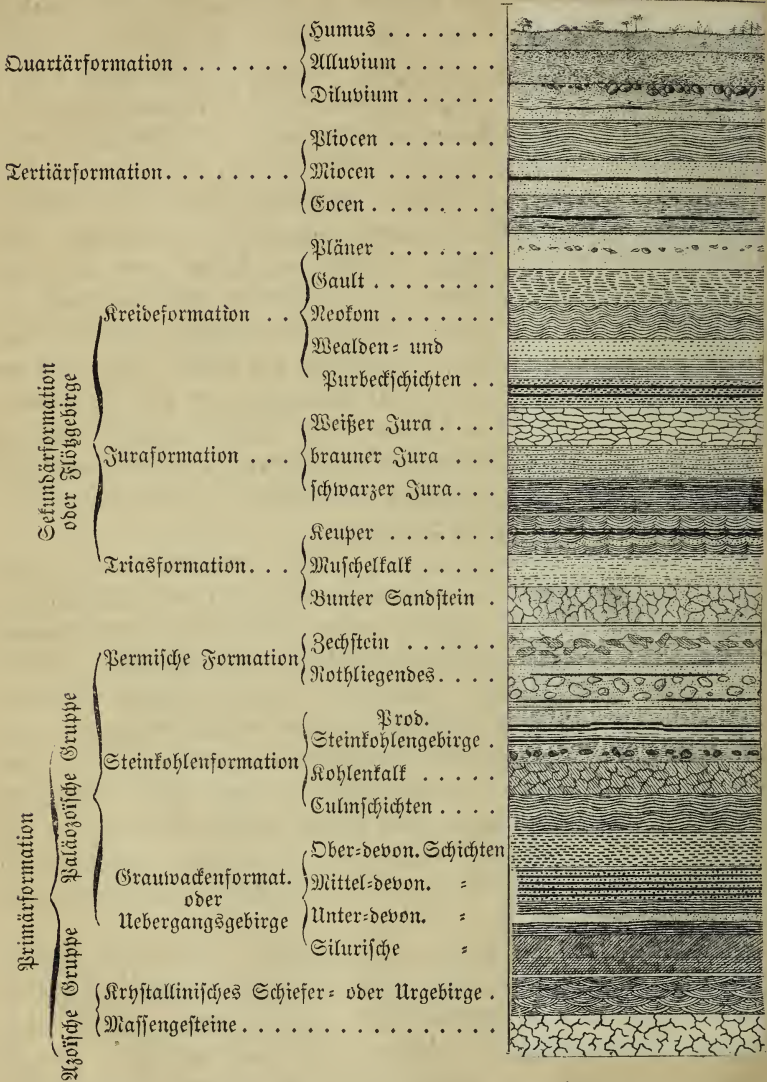 Quartärformation . . . . . . .
Humus . . . . . . .
Alluvium . . . . . .
Diluvium . . . . . .
Tertiärformation. . . . . . . .
Pliocen . . . . . . .
Miocen . . . . . . .
Eocen . . . . . . . .
Sekundärformation
oder Flötzgebirge
Kreideformation . .
Pläner . . . . . . .
Gault . . . . . . . .
Neokom . . . . . . .
Wealden- und
Purbeckschichten . .
Juraformation . . .
Weißer Jura . . . .
brauner Jura . . .
schwarzer Jura. . .
Triasformation. . .
Keuper . . . . . . .
Muschelkalk . . . . .
Bunter Sandstein .
Primärformation
Paläozoïsche Gruppe
Permische Formation
Zechstein . . . . . .
Rothliegendes. . . .
Steinkohlenformation
Prod.
Steinkohlengebirge .
Kohlenkalk . . . . .
Culmschichten . . . .
Grauwackenformat.
oder
Uebergangsgebirge
Ober-devon. Schichten
Mittel-devon. =
Unter-devon. =
Silurische =
Azoïsche Gruppe
Krystallinisches Schiefer- oder Urgebirge .
Massengesteine . . . . . . . . . . . . . . . .